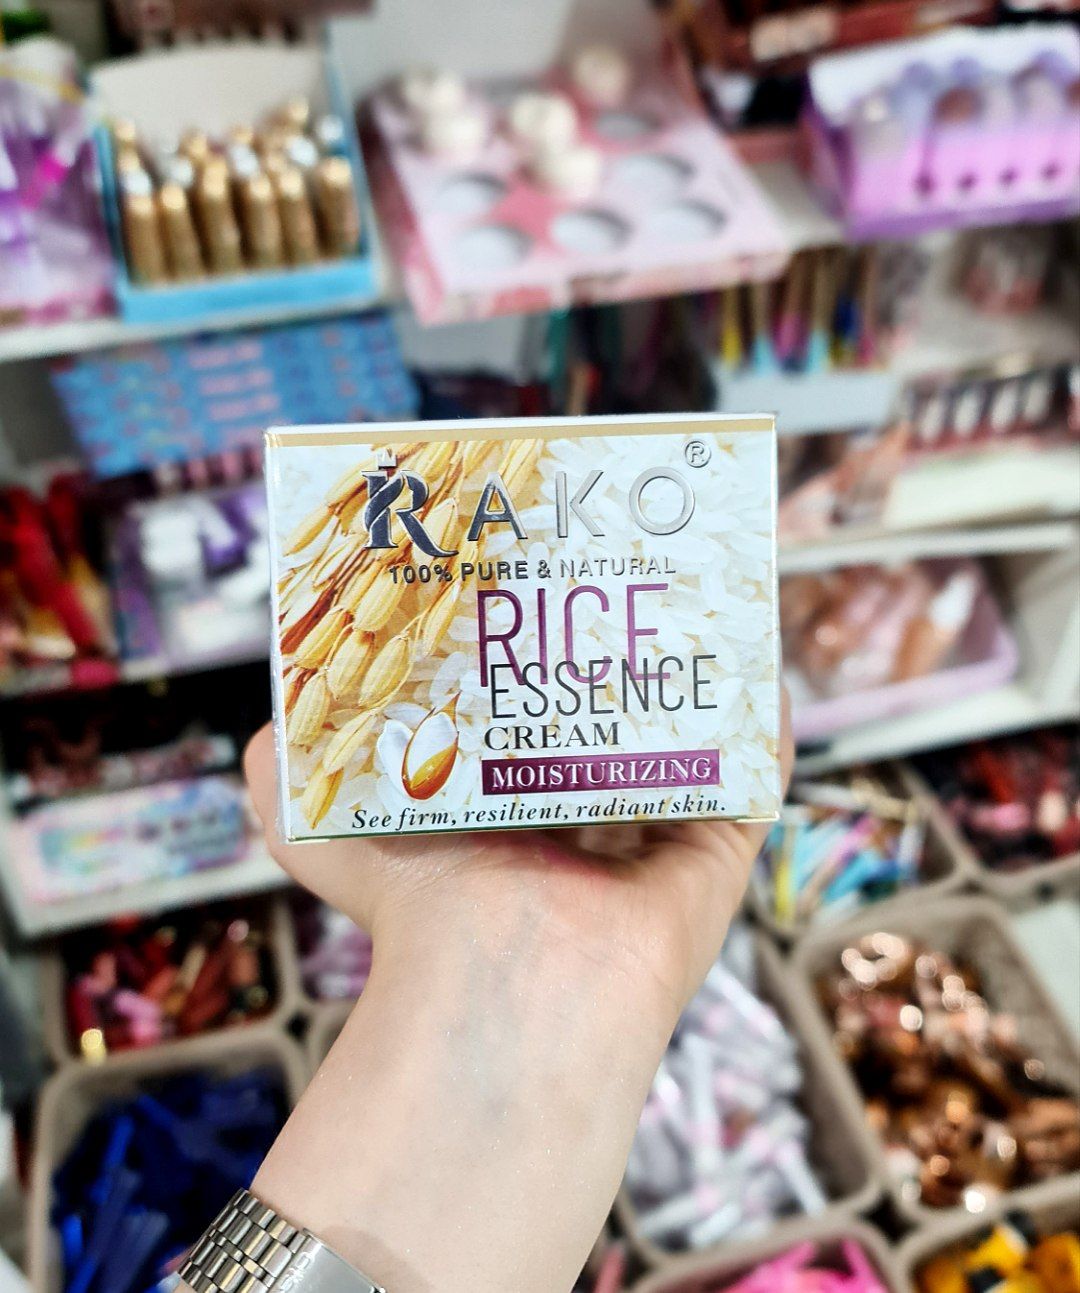 RAKO®
100% PURE & NATURAL
RICE
ESSENCE
CREAM
MOISTURIZING
See firm, resilient, radiant skin.